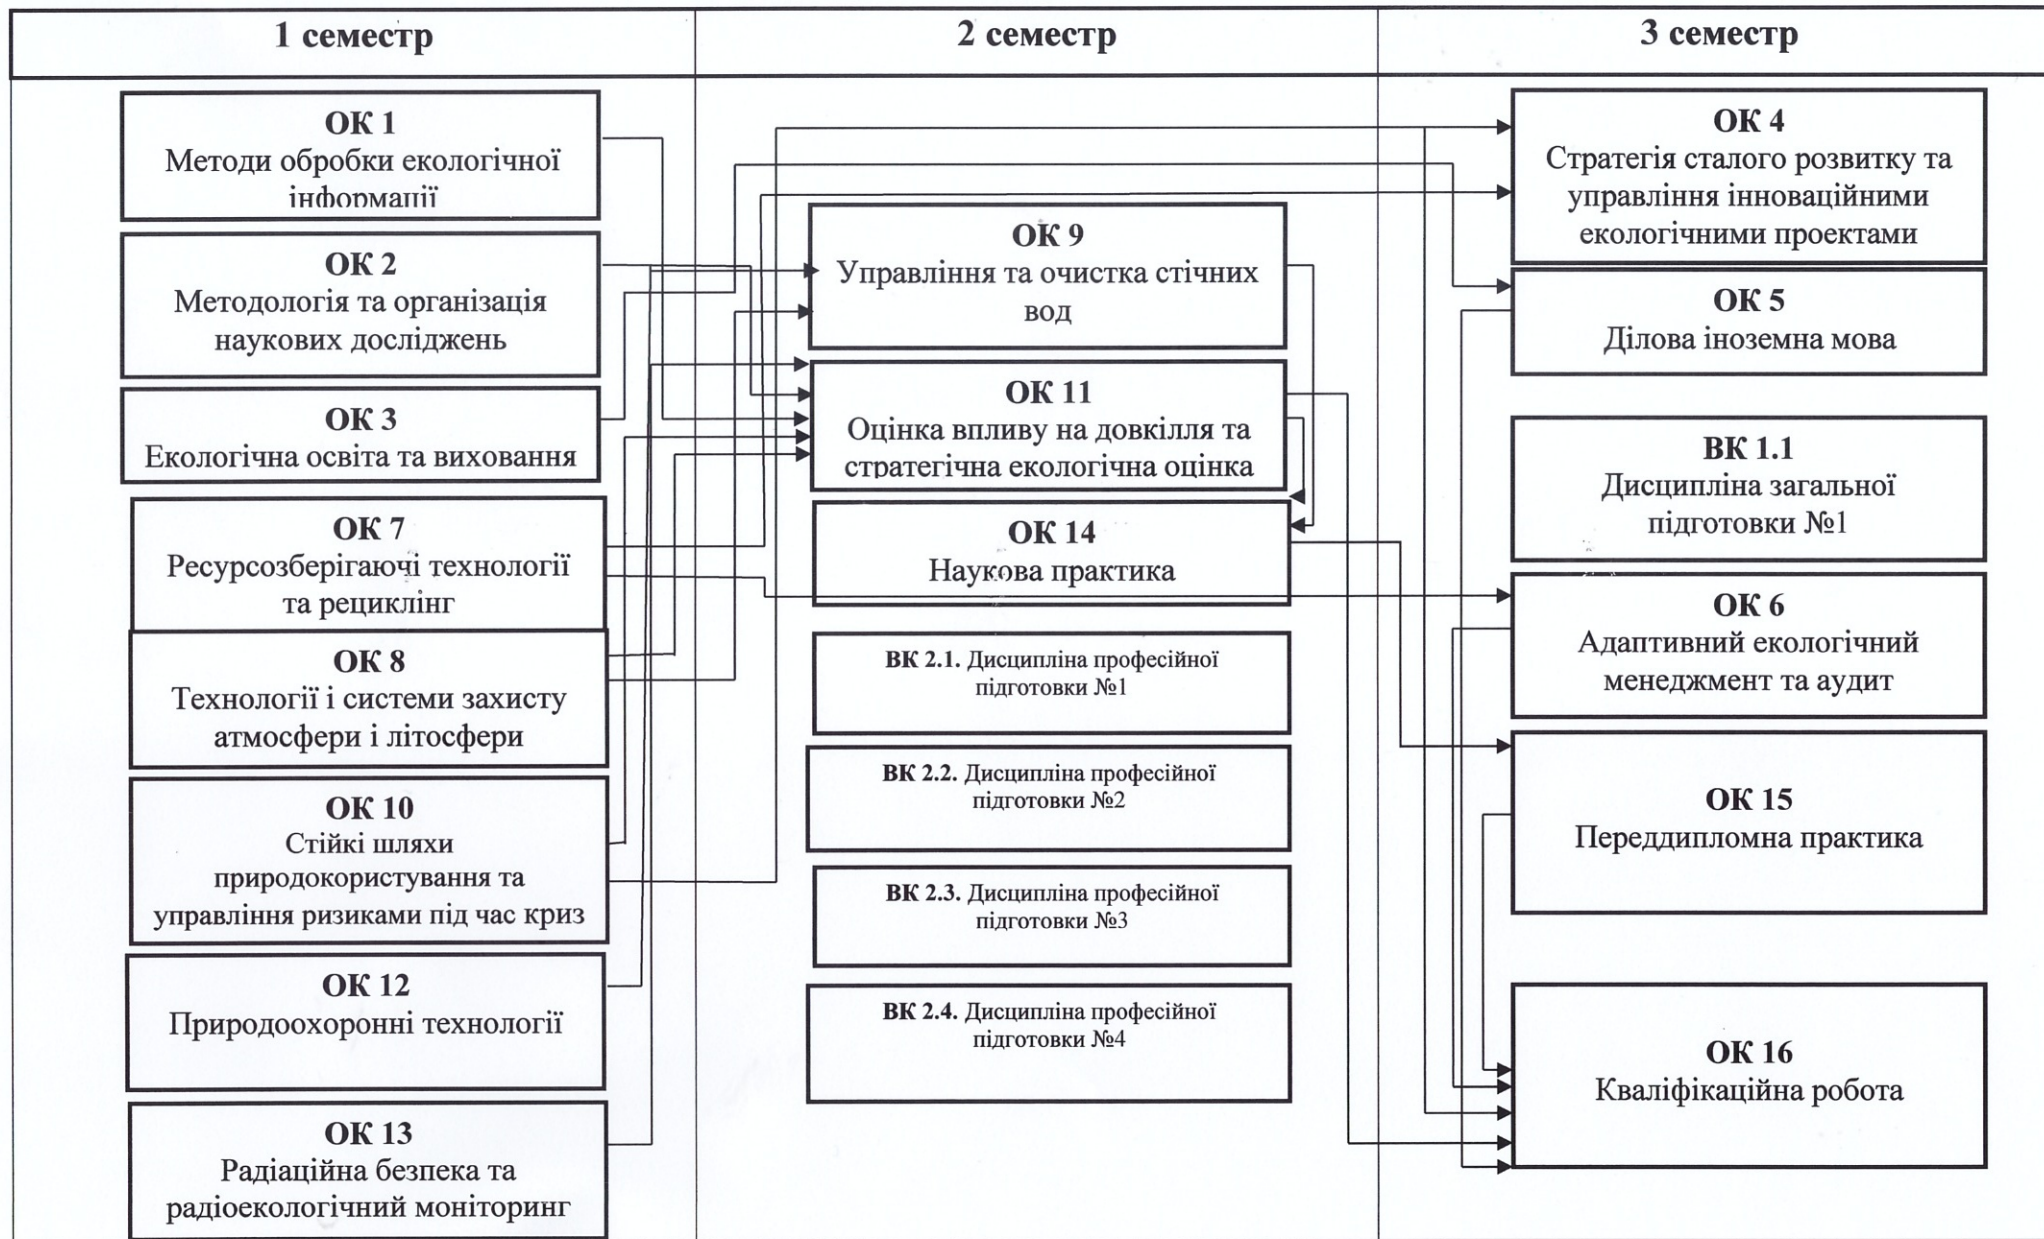 1 семестр
2 семестр
3 семестр
ОК 1
Методи обробки екологічної
інформації
ОК 2
Методологія та організація
наукових досліджень
ОК 3
Екологічна освіта та виховання
ОК 7
Ресурсозберігаючі технології
та рециклінг
ОК 8
Технології і системи захисту
атмосфери і літосфери
ОК 10
Стійкі шляхи
природокористування та
управління ризиками під час криз
ОК 12
Природоохоронні технології
ОК 13
Радіаційна безпека та
радіоекологічний моніторинг
ОК 9
Управління та очистка стічних
вод
ОК 11
Оцінка впливу на довкілля та
стратегічна екологічна оцінка
ОК 14
Наукова практика
ВК 2.1. Дисципліна професійної
підготовки №1
ВК 2.2. Дисципліна професійної
підготовки №2
ВК 2.3. Дисципліна професійної
підготовки №3
ВК 2.4. Дисципліна професійної
підготовки №4
ОК 4
Стратегія сталого розвитку та
управління інноваційними
екологічними проектами
ОК 5
Ділова іноземна мова
ВК 1.1
Дисципліна загальної
підготовки №1
ОК 6
Адаптивний екологічний
менеджмент та аудит
ОК 15
Переддипломна практика
ОК 16
Кваліфікаційна робота